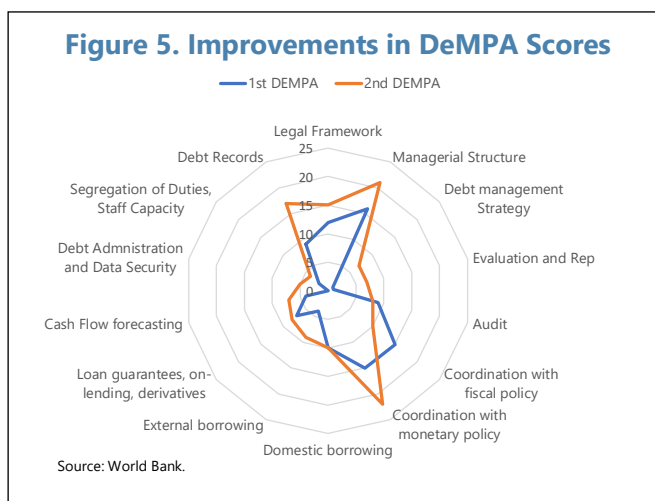 Figure 5. Improvements in DeMPA Scores
1st DEMPA
2nd DEMPA
Legal Framework
Managerial Structure
Debt management
Strategy
Evaluation and Rep
Audit
Coordination with
fiscal policy
Coordination with
monetary policy
Domestic borrowing
External borrowing
Loan guarantees, on-
lending, derivatives
Cash Flow forecasting
Debt Admnistration
and Data Security
Segregation of Duties,
Staff Capacity
Debt Records
25
20
15
10
5
0
Source: World Bank.